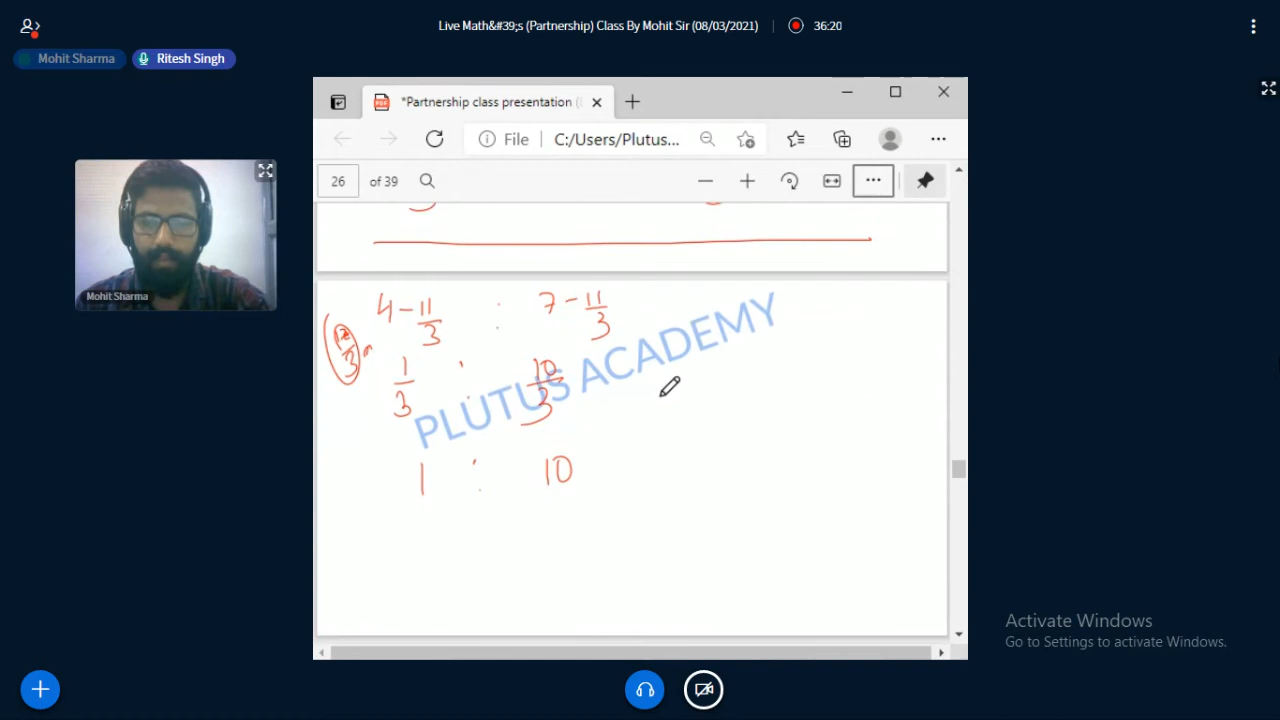 Live Math&#39;s (Partnership) Class By Mohit Sir (08/03/2021)
36:20
Mohit Sharma
Ritesh Singh
*Partnership class presentation (
File
C:/Users/Plutus...
26
of 39
Mohit Sharma
4 - 11/3 : 7 - 11/3
1/3 : 10/3
1 : 10
PLUTUS ACADEMY
Activate Windows
Go to Settings to activate Windows.